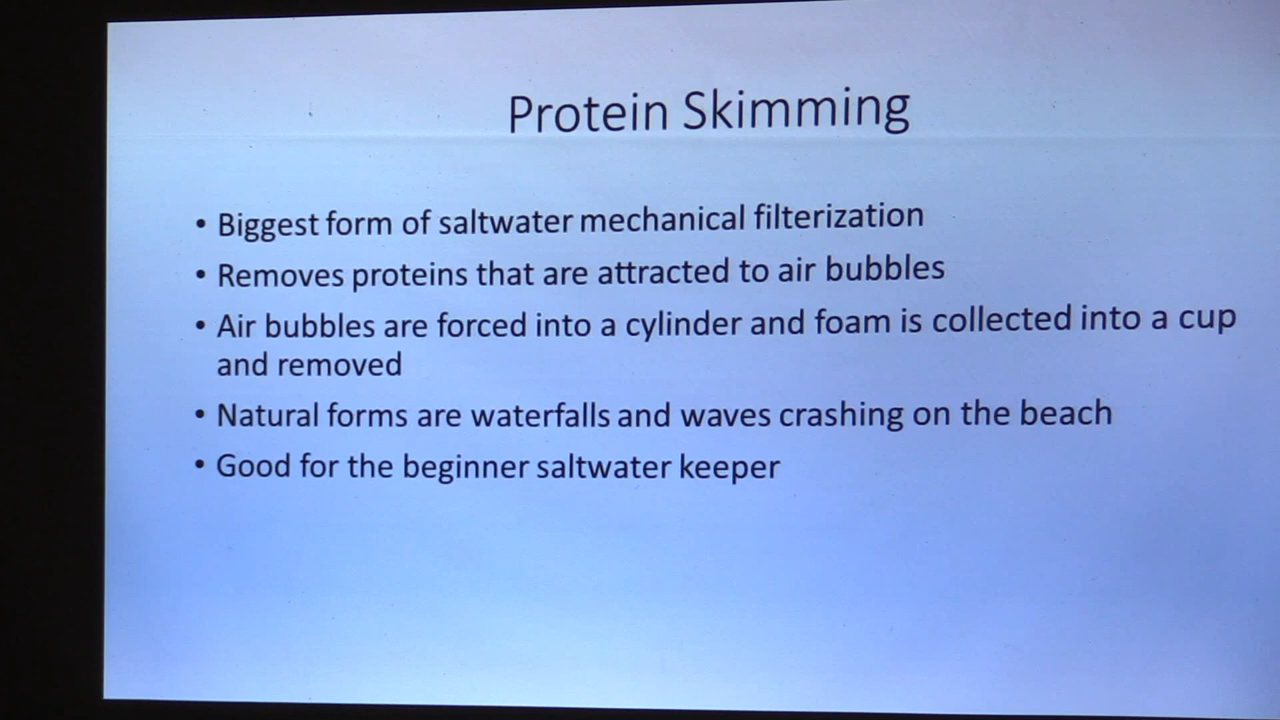 Protein Skimming
• Biggest form of saltwater mechanical filterization
• Removes proteins that are attracted to air bubbles
• Air bubbles are forced into a cylinder and foam is collected into a cup
and removed
• Natural forms are waterfalls and waves crashing on the beach
• Good for the beginner saltwater keeper